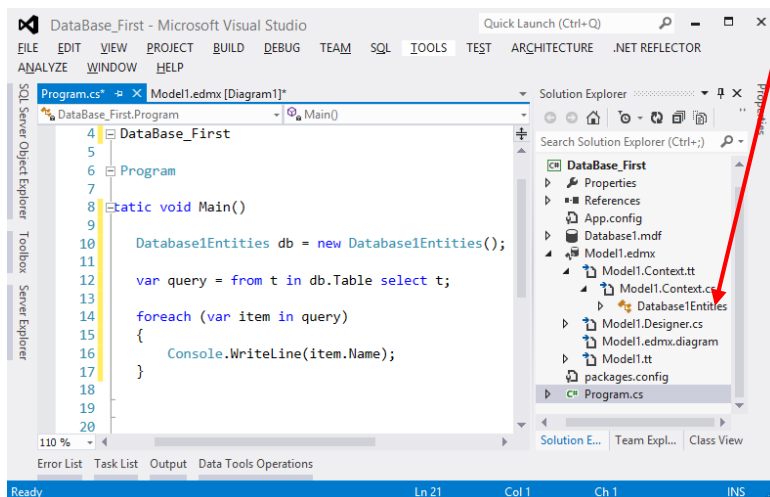 DataBase_First - Microsoft Visual Studio
Quick Launch (Ctrl+Q)
FILE EDIT VIEW PROJECT BUILD DEBUG TEAM SQL TOOLS TEST ARCHITECTURE .NET REFLECTOR
ANALYZE WINDOW HELP
SQL Server Object Explorer
Toolbox
Server Explorer
Program.cs* Model1.edmx [Diagram1]*
DataBase_First.Program Main()
4 DataBase_First
5
6 Program
7
8 tatic void Main()
9
10 Database1Entities db = new Database1Entities();
11
12 var query = from t in db.Table select t;
13
14 foreach (var item in query)
15 {
16 Console.WriteLine(item.Name);
17 }
18
19
20
110 %
Solution Explorer
Search Solution Explorer (Ctrl+;)
C# DataBase_First
Properties
References
App.config
Database1.mdf
Model1.edmx
Model1.Context.tt
Model1.Context.cs
Database1Entities
Model1.Designer.cs
Model1.edmx.diagram
Model1.tt
packages.config
C# Program.cs
Solution E... Team Expl... Class View
Properties
Error List Task List Output Data Tools Operations
Ready Ln 21 Col 1 Ch 1 INS